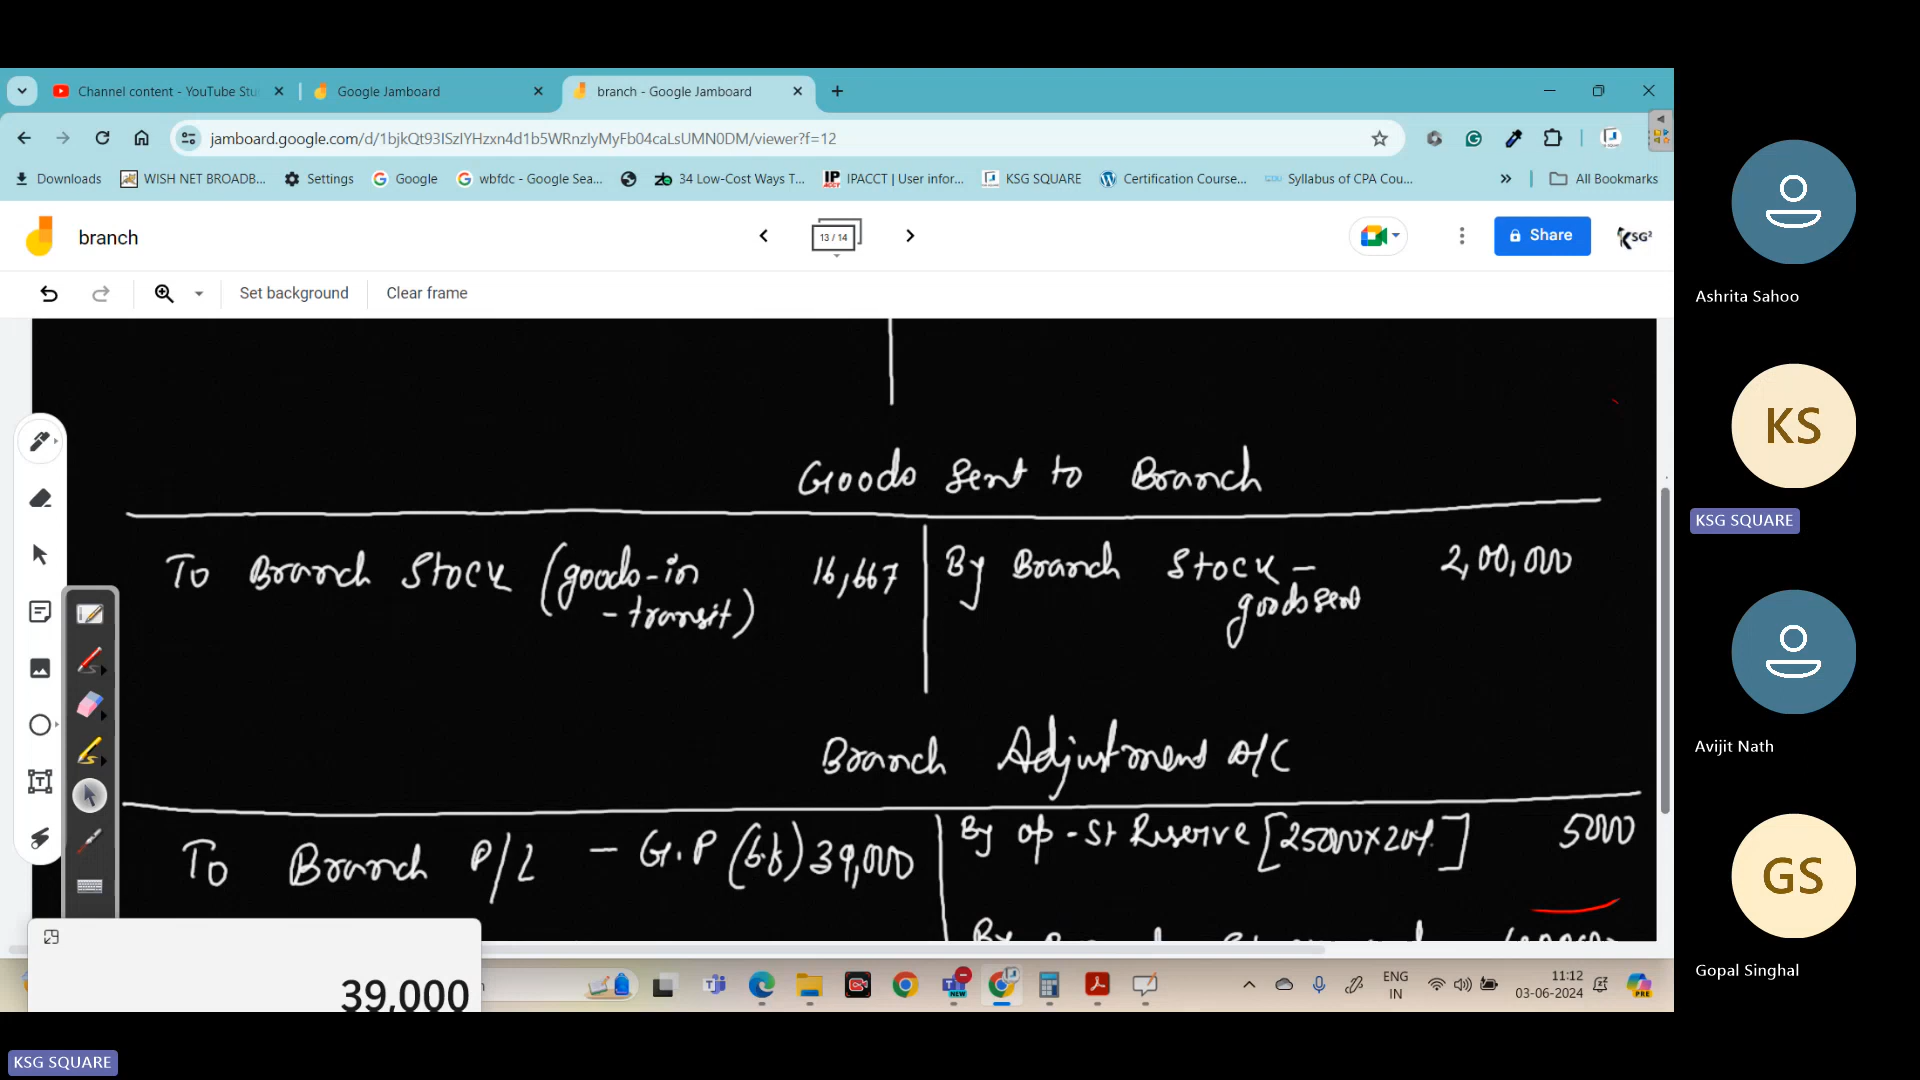 Channel content - YouTube Stu
Google Jamboard
branch - Google Jamboard
jamboard.google.com/d/1bjkQt93ISzIYHzxn4d1b5WRnzIyMyFb04caLsUMN0DM/viewer?f=12
Downloads
WISH NET BROADB...
Settings
Google
wbfdc - Google Sea...
34 Low-Cost Ways T...
IPACCT | User infor...
KSG SQUARE
Certification Course...
Syllabus of CPA Cou...
All Bookmarks
branch
13 / 14
Share
KSG²
Set background
Clear frame
Goods Sent to Branch
To Branch Stock (goods-in
-transit) 16,667
By Branch Stock - 2,00,000
goods sent
Branch Adjustment A/C
To Branch P/L - G.P (b.f) 39,000
By op-St Reserve [25000×20%] 5000
39,000
ENG
IN
11:12
03-06-2024
Ashrita Sahoo
KS
KSG SQUARE
Avijit Nath
GS
Gopal Singhal
KSG SQUARE